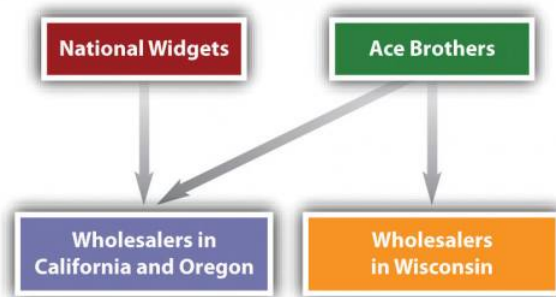 National Widgets
Ace Brothers
Wholesalers in
California and Oregon
Wholesalers
in Wisconsin